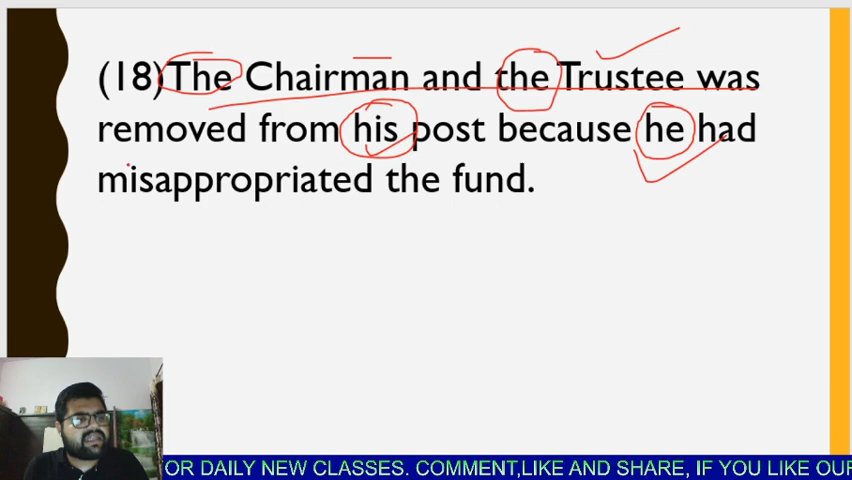 (18)The Chairman and the Trustee was
removed from his post because he had
misappropriated the fund.
OR DAILY NEW CLASSES. COMMENT,LIKE AND SHARE, IF YOU LIKE OUR